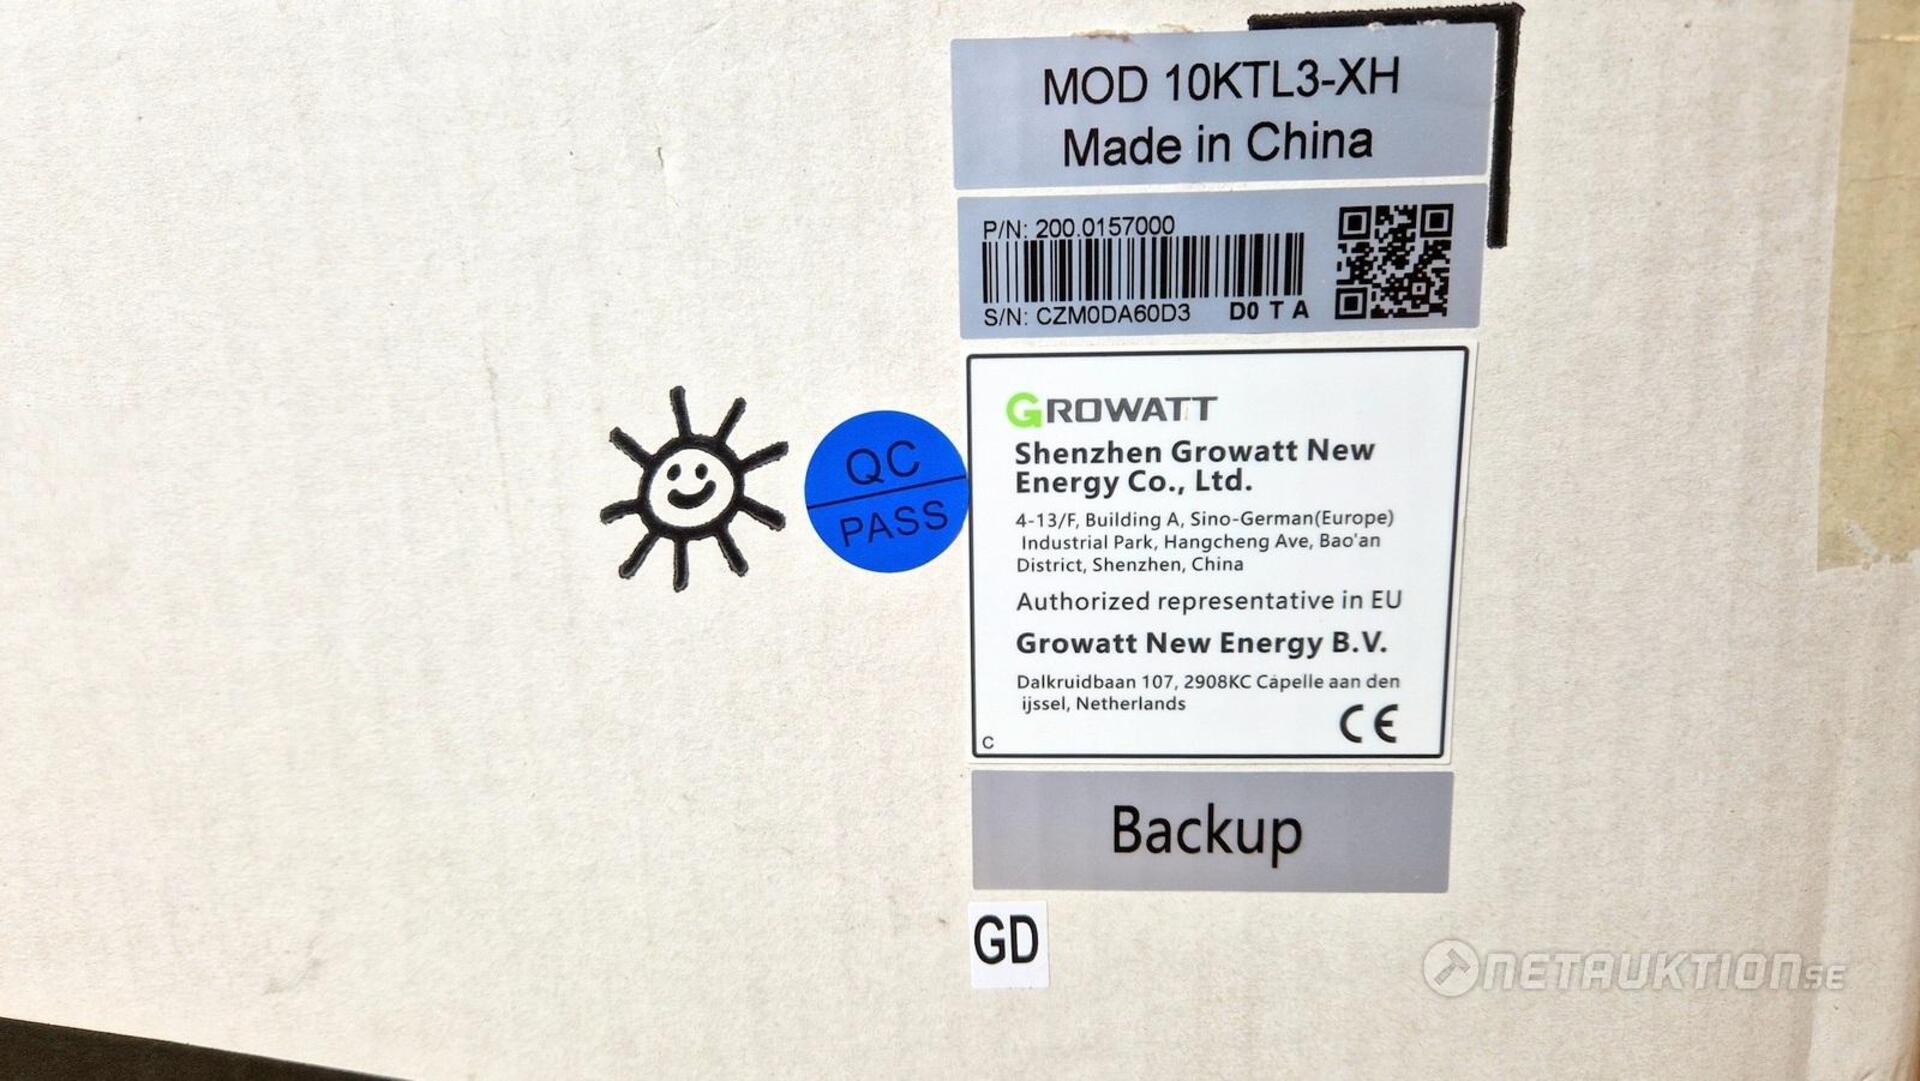 MOD 10KTL3-XH
Made in China
P/N: 200.0157000
S/N: CZM0DA60D3 D0 T A
QC
PASS
GROWATT
Shenzhen Growatt New
Energy Co., Ltd.
4-13/F, Building A, Sino-German(Europe)
Industrial Park, Hangcheng Ave, Bao'an
District, Shenzhen, China
Authorized representative in EU
Growatt New Energy B.V.
Dalkruidbaan 107, 2908KC Capelle aan den
ijssel, Netherlands
CE
C
Backup
GD
NETAUKTION.SE